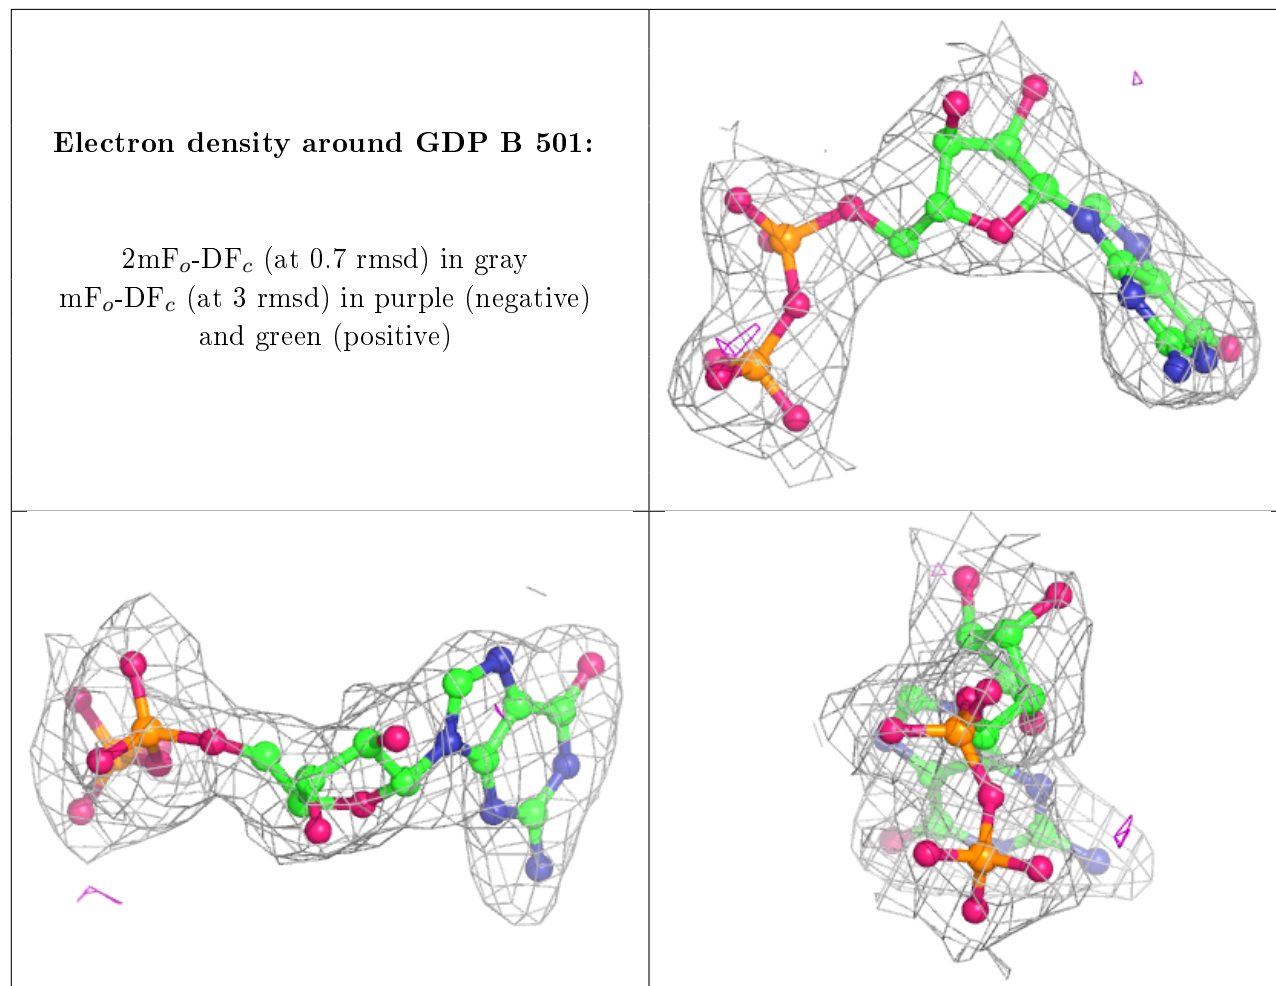 Electron density around GDP B 501:
2mFₒ-DF𝒸 (at 0.7 rmsd) in gray
mFₒ-DF𝒸 (at 3 rmsd) in purple (negative)
and green (positive)